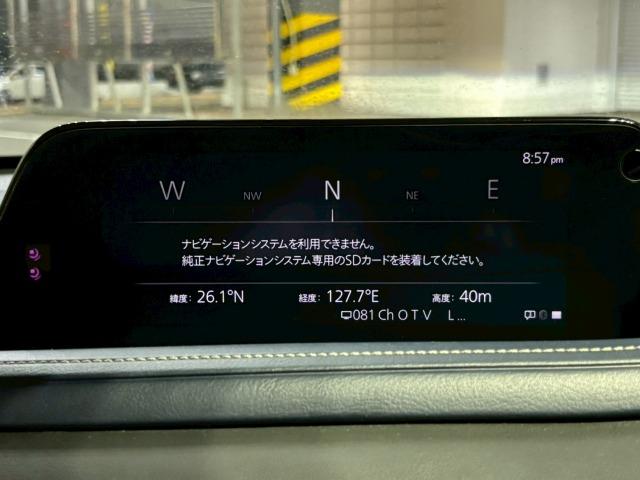 8:57pm
W NW N NE E
ナビゲーションシステムを利用できません。
純正ナビゲーションシステム専用のSDカードを装着してください。
緯度: 26.1°N 経度: 127.7°E 高度: 40m
081 Ch O T V L...